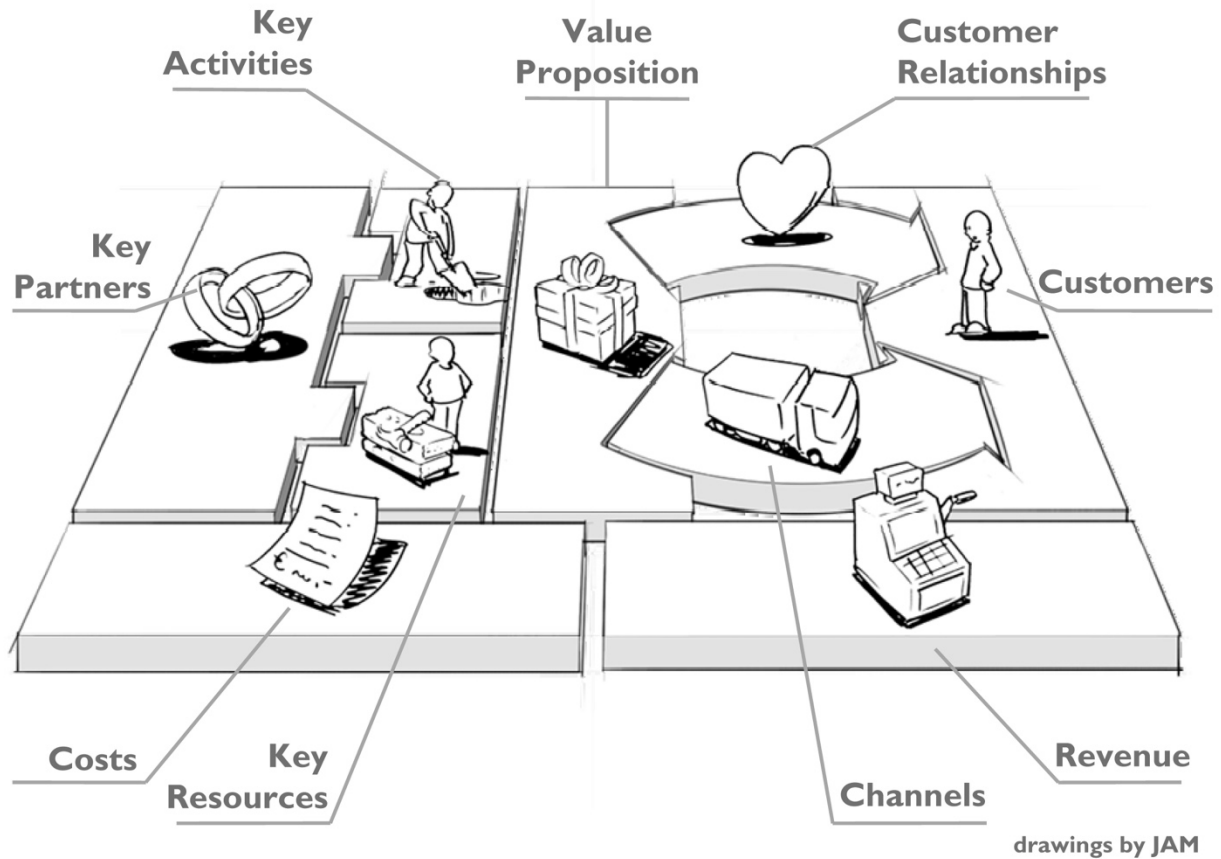 Key
Activities
Value
Proposition
Customer
Relationships
Key
Partners
Customers
Costs
Key
Resources
Channels
Revenue
drawings by JAM